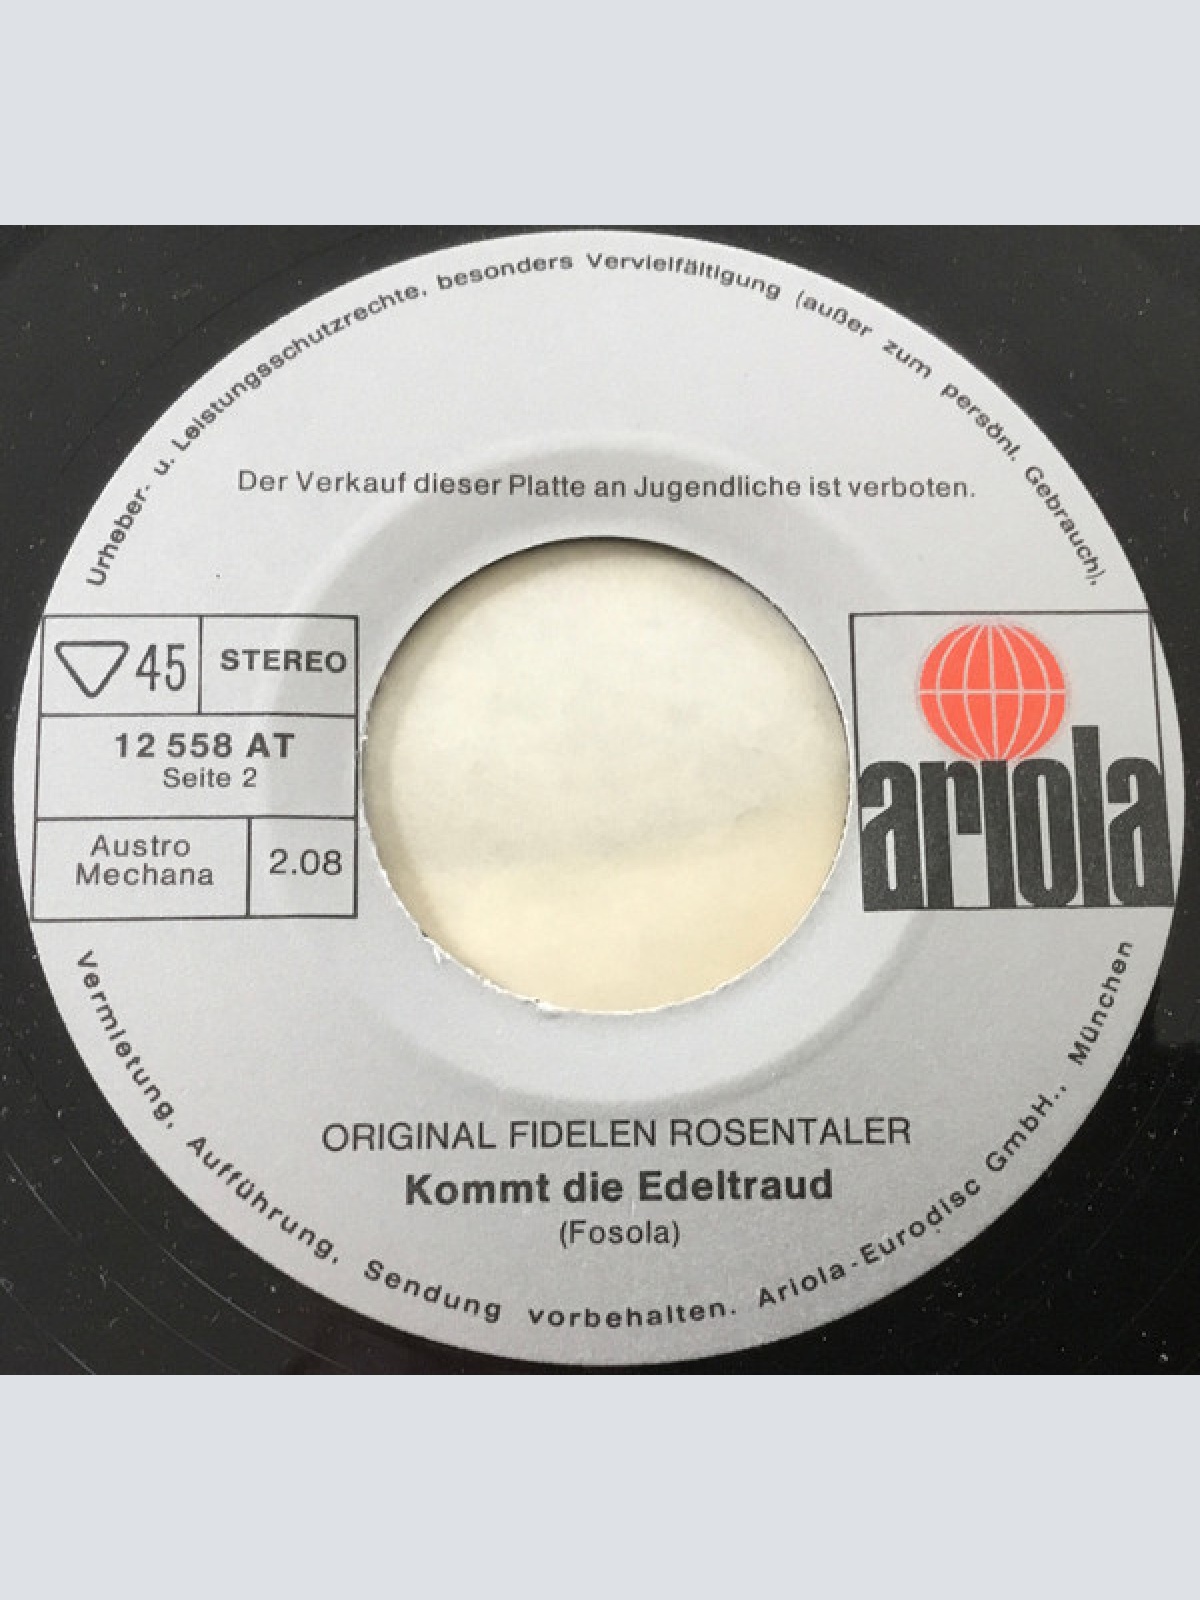 Urheber- u. Leistungsschutzrechte, besonders Vervielfältigung (außer zum persönl. Gebrauch),
Der Verkauf dieser Platte an Jugendliche ist verboten.
45 STEREO
12 558 AT
Seite 2
Austro
Mechana
2.08
ariola
ORIGINAL FIDELEN ROSENTALER
Kommt die Edeltraud
(Fosola)
Vermietung, Aufführung, Sendung vorbehalten. Ariola-Eurodisc GmbH., München